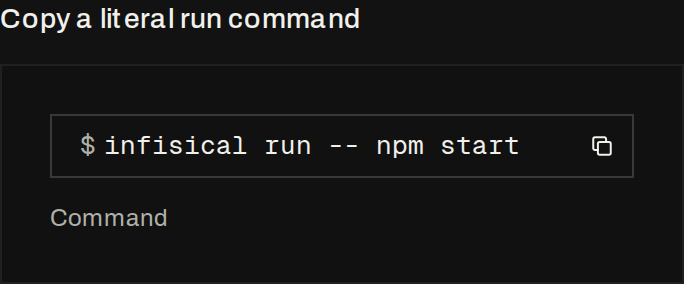 Copy a literal run command
$ infisical run -- npm start
Command